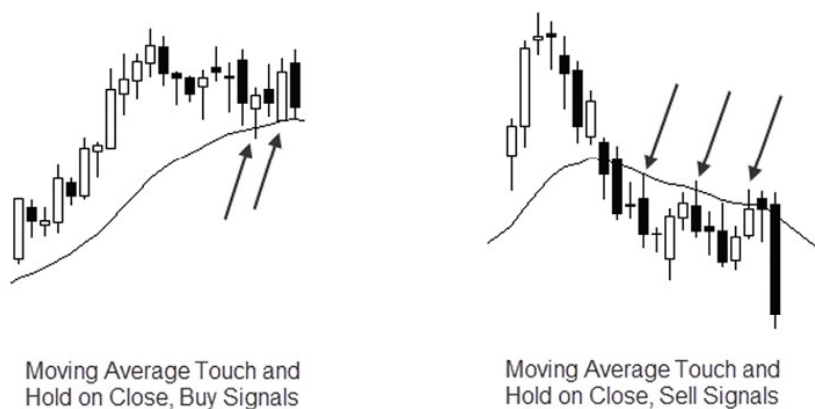 Moving Average Touch and
Hold on Close, Buy Signals
Moving Average Touch and
Hold on Close, Sell Signals